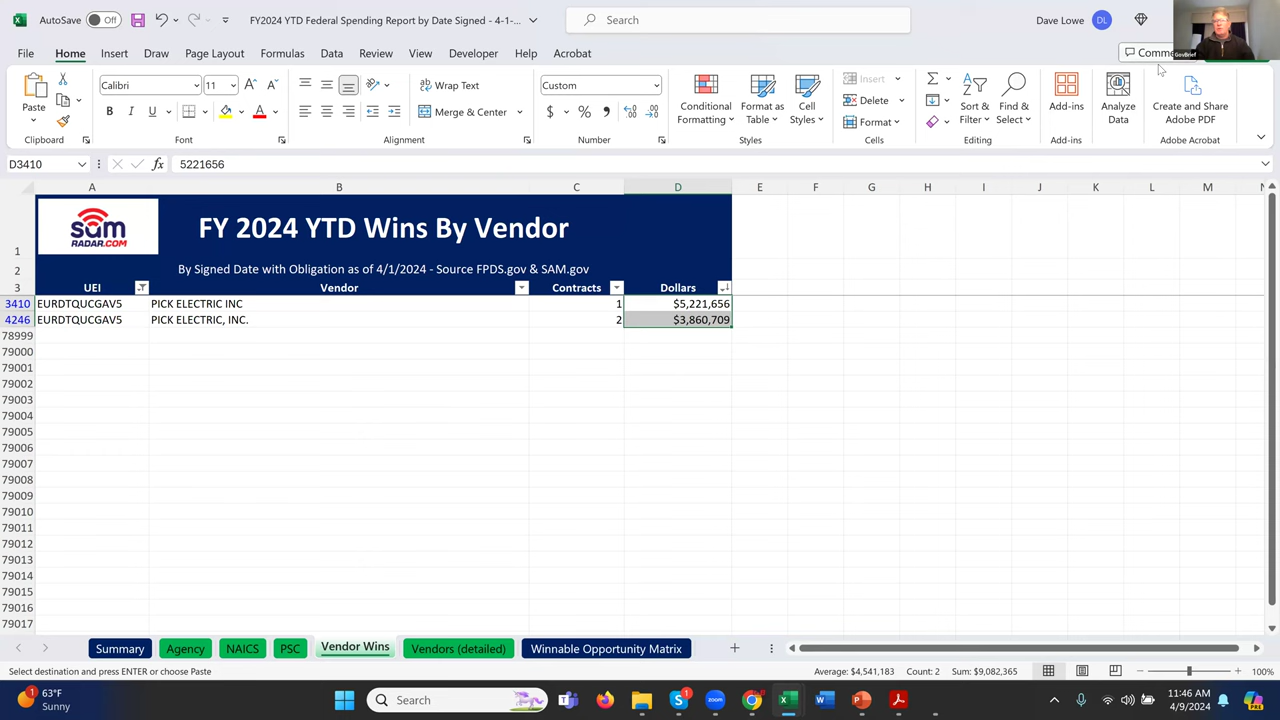 AutoSave Off FY2024 YTD Federal Spending Report by Date Signed - 4-1-... Search Dave Lowe DL
File Home Insert Draw Page Layout Formulas Data Review View Developer Help Acrobat Comme GovBrief
Paste Calibri 11 Wrap Text Custom Conditional Formatting Format as Table Cell Styles Insert Sort & Filter Find & Select Add-ins Analyze Data Create and Share Adobe PDF
B I U Merge & Center $ % Delete
Format
Clipboard Font Alignment Number Styles Cells Editing Add-ins Adobe Acrobat
D3410 fx 5221656
A B C D E F G H I J K L M N
sam
RADAR.COM
1 FY 2024 YTD Wins By Vendor
2 By Signed Date with Obligation as of 4/1/2024 - Source FPDS.gov & SAM.gov
3 UEI Vendor Contracts Dollars
3410 EURDTQUCGAV5 PICK ELECTRIC INC 1 $5,221,656
4246 EURDTQUCGAV5 PICK ELECTRIC, INC. 2 $3,860,709
78999
79000
79001
79002
79003
79004
79005
79006
79007
79008
79009
79010
79011
79012
79013
79014
79015
79016
79017
Summary Agency NAICS PSC Vendor Wins Vendors (detailed) Winnable Opportunity Matrix
Select destination and press ENTER or choose Paste Average: $4,541,183 Count: 2 Sum: $9,082,365 100%
63°F
Sunny
Search
11:46 AM
4/9/2024